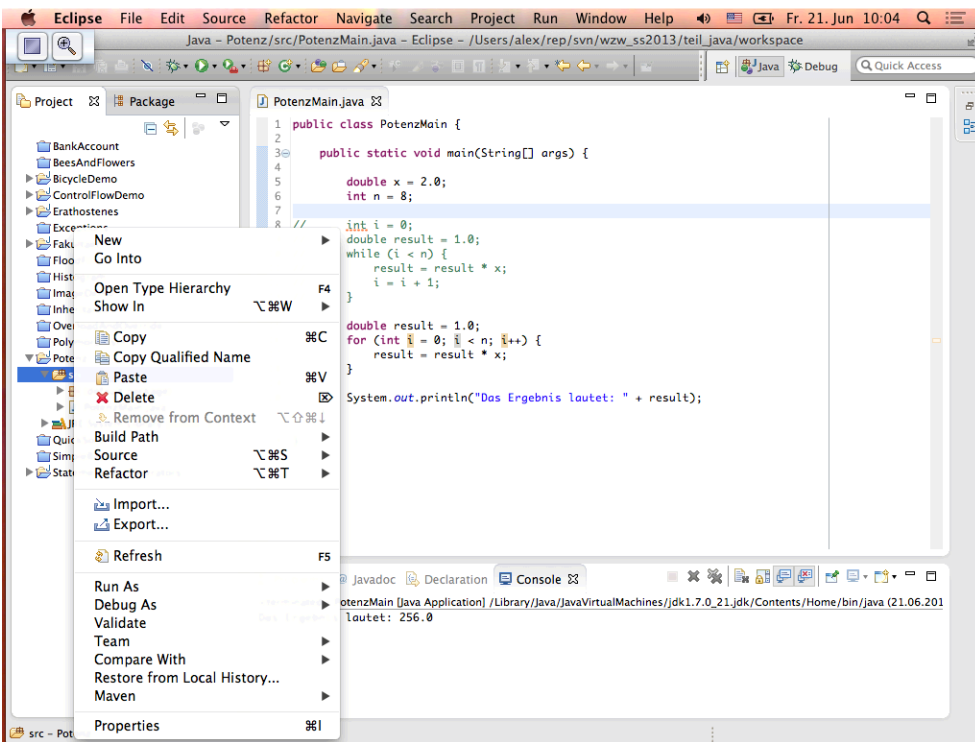 Eclipse File Edit Source Refactor Navigate Search Project Run Window Help Fr. 21. Jun 10:04
Java – Potenz/src/PotenzMain.java – Eclipse – /Users/alex/rep/svn/wzw_ss2013/teil_java/workspace
Java Debug Quick Access
Project Package
BankAccount
BeesAndFlowers
BicycleDemo
ControlFlowDemo
Erathostenes
PotenzMain.java
1 public class PotenzMain {
2
3 public static void main(String[] args) {
4
5 double x = 2.0;
6 int n = 8;
7
8 // int i = 0;
double result = 1.0;
while (i < n) {
result = result * x;
i = i + 1;
}
double result = 1.0;
for (int i = 0; i < n; i++) {
result = result * x;
}
System.out.println("Das Ergebnis lautet: " + result);
New
Go Into
Open Type Hierarchy F4
Show In ⌥⌘W
Copy ⌘C
Copy Qualified Name
Paste ⌘V
Delete ⌦
Remove from Context ⌥⇧⌘↓
Build Path
Source ⌥⌘S
Refactor ⌥⌘T
Import...
Export...
Refresh F5
Run As
Debug As
Validate
Team
Compare With
Restore from Local History...
Maven
Properties ⌘I
Javadoc Declaration Console
otenzMain [Java Application] /Library/Java/JavaVirtualMachines/jdk1.7.0_21.jdk/Contents/Home/bin/java (21.06.201
lautet: 256.0
src – Pot